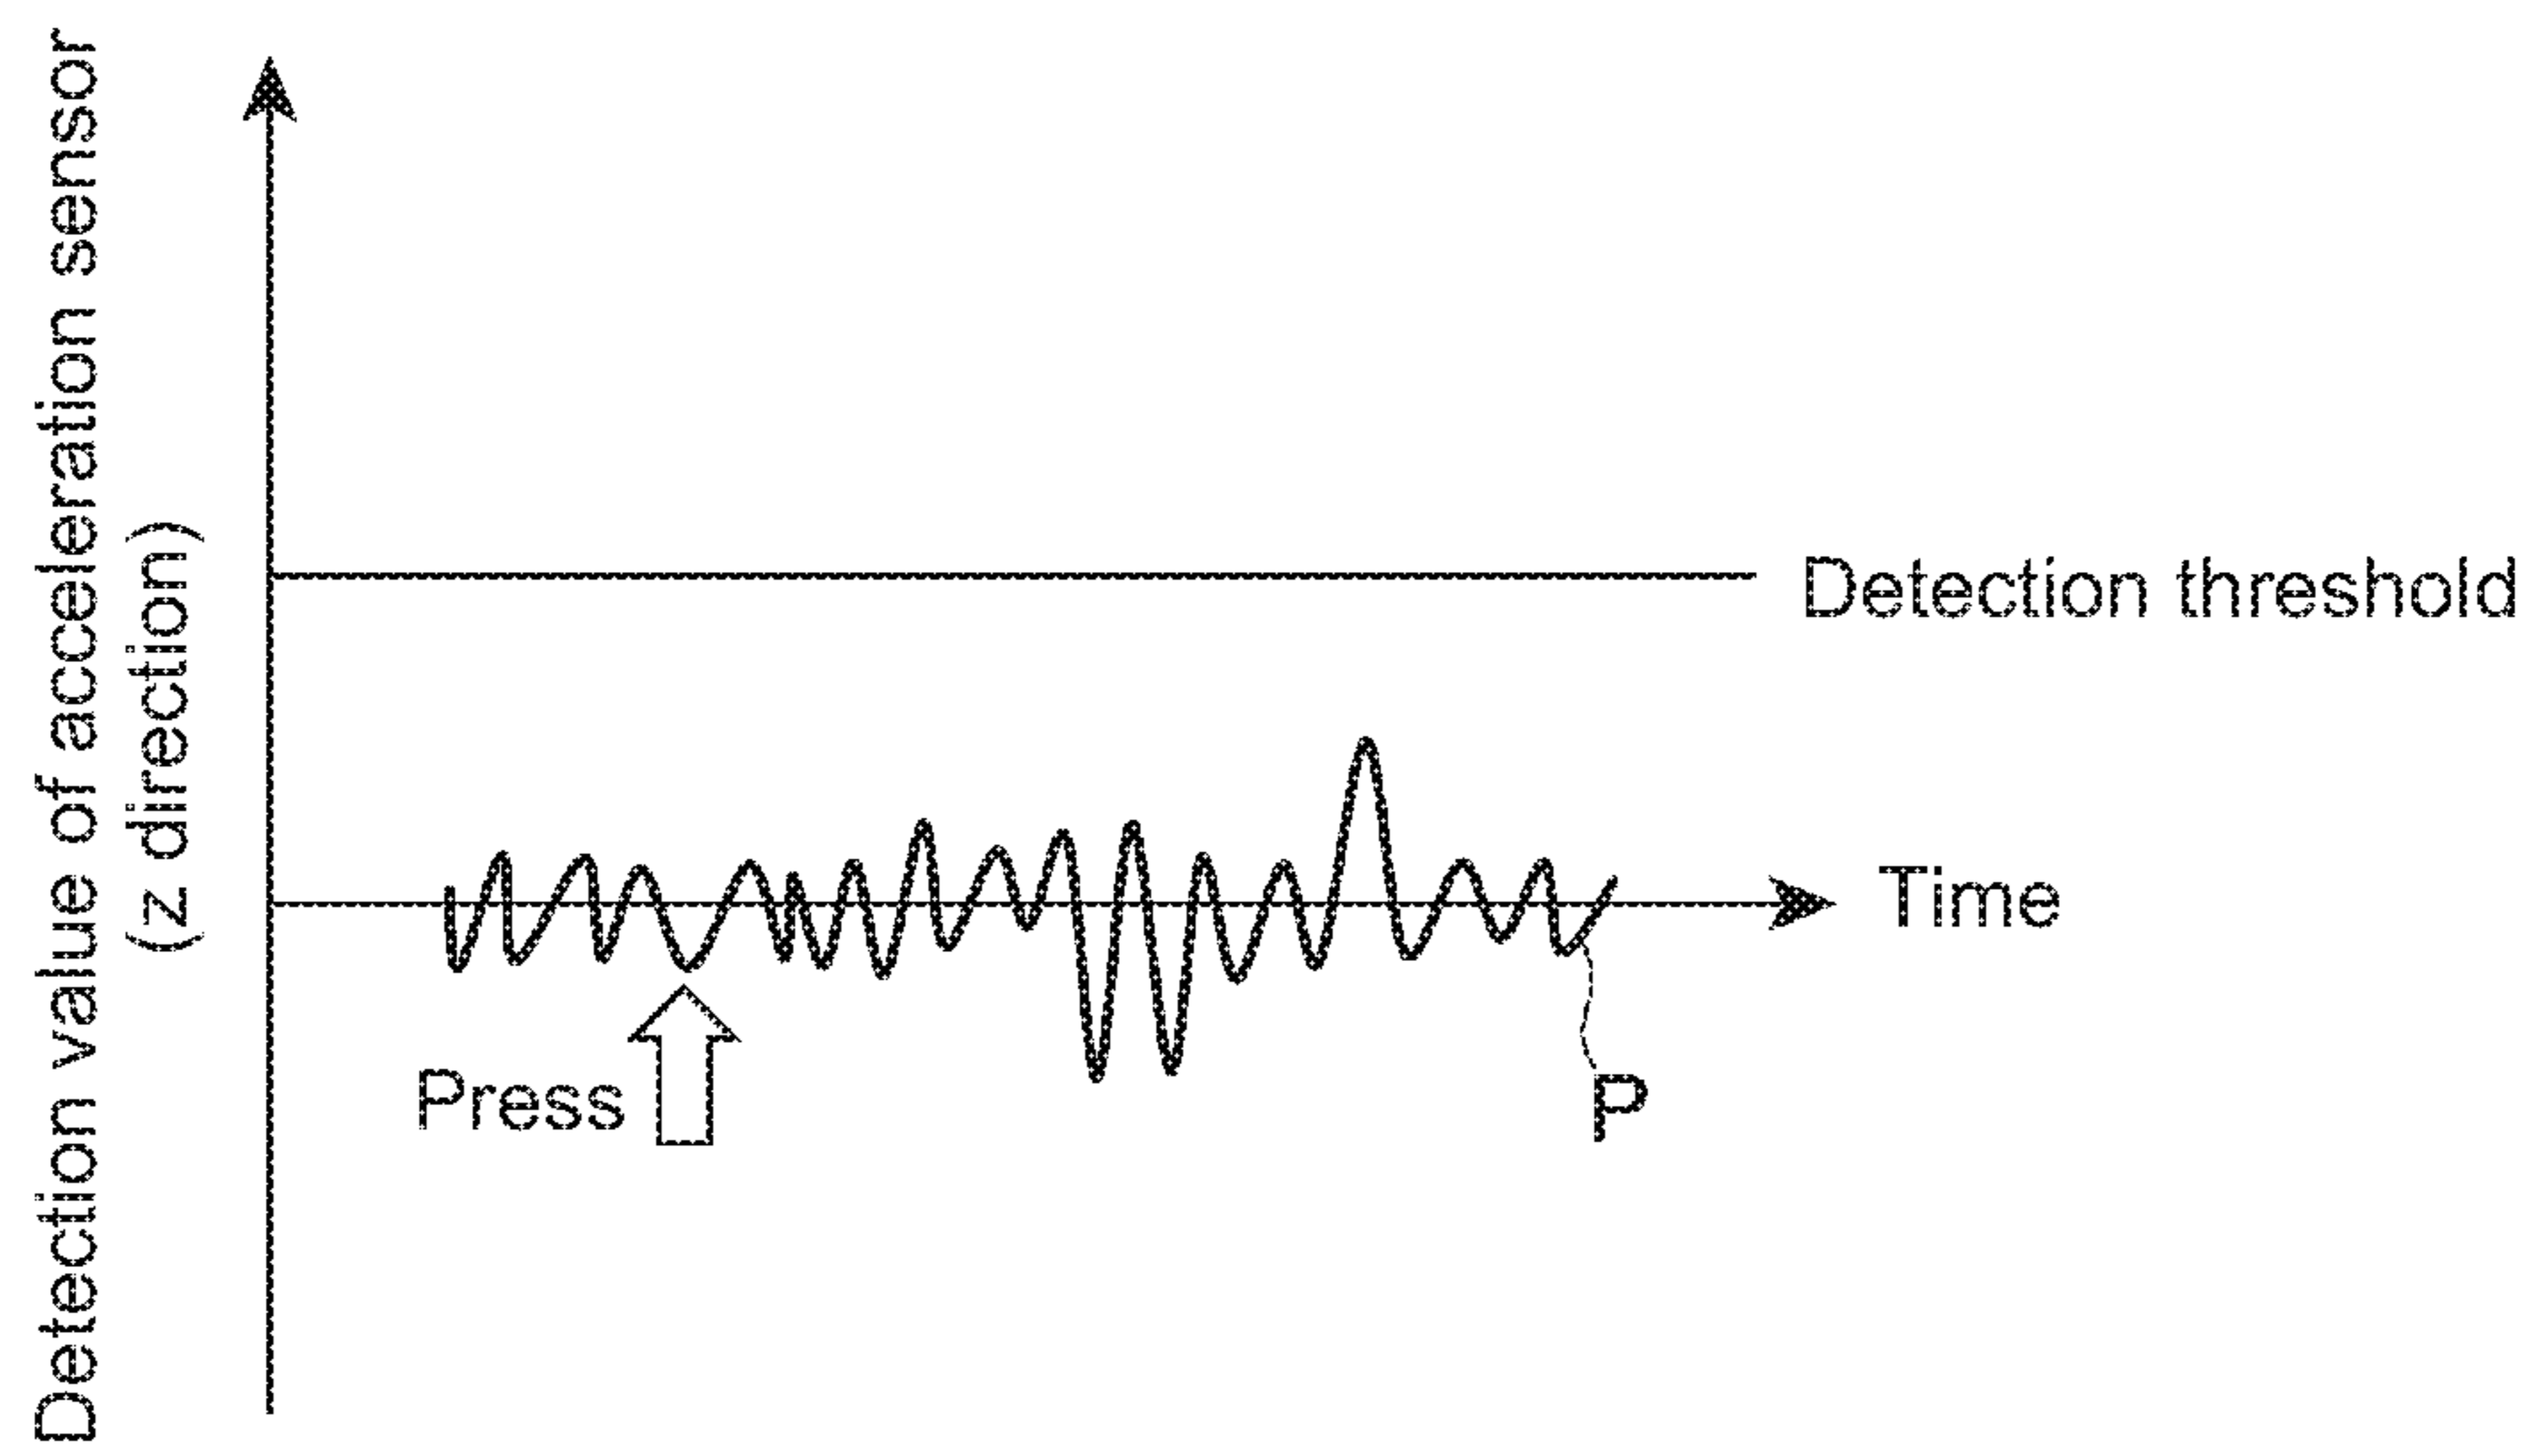 Detection value of acceleration sensor
(z direction)
Detection threshold
Time
Press
P